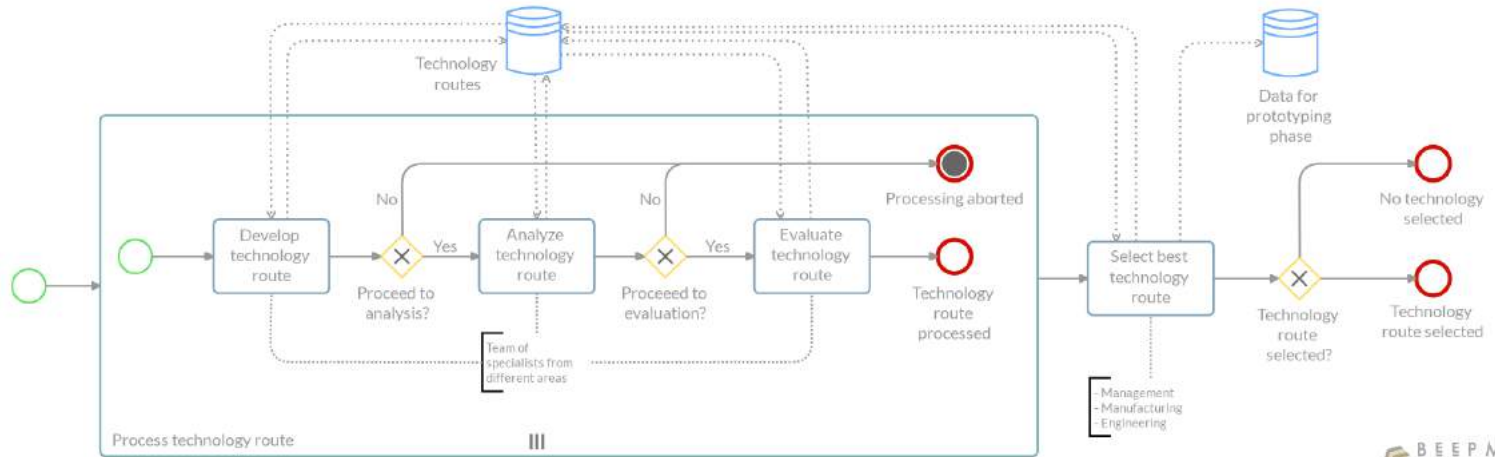 Technology
routes
Data for
prototyping
phase
No
No
Processing aborted
No technology
selected
Develop
technology
route
Yes
Analyze
technology
route
Yes
Evaluate
technology
route
Select best
technology
route
Proceed to
analysis?
Proceeed to
evaluation?
Technology
route
processed
Technology
route
selected?
Technology
route selected
Team of
specialists from
different areas
- Management
- Manufacturing
- Engineering
Process technology route